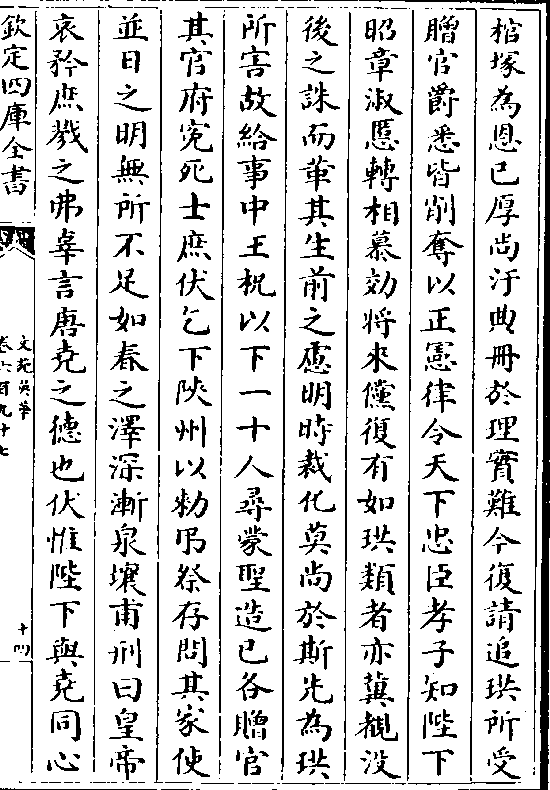 棺塚為恩已厚尚汙典冊於理實難今復請追珙所受
贈官爵悉皆削奪以正憲律令天下忠臣孝子知陛下
昭章淑慝轉相慕効將來儻復有如珙類者亦冀覩没
後之誅而革其生前之慮明時裁化莫尚於斯先為珙
所害故給事中王柷以下一十人尋蒙聖造已各贈官
其官府寃死士庶伏乞下陜州以勅弔祭存問其家使
並日之明無所不足如春之澤深漸泉壤甫刑曰皇帝
哀矜庶戮之弗辜言唐堯之徳也伏惟陛下與堯同心
欽定四庫全書
文苑英華
卷六百九十七
十四